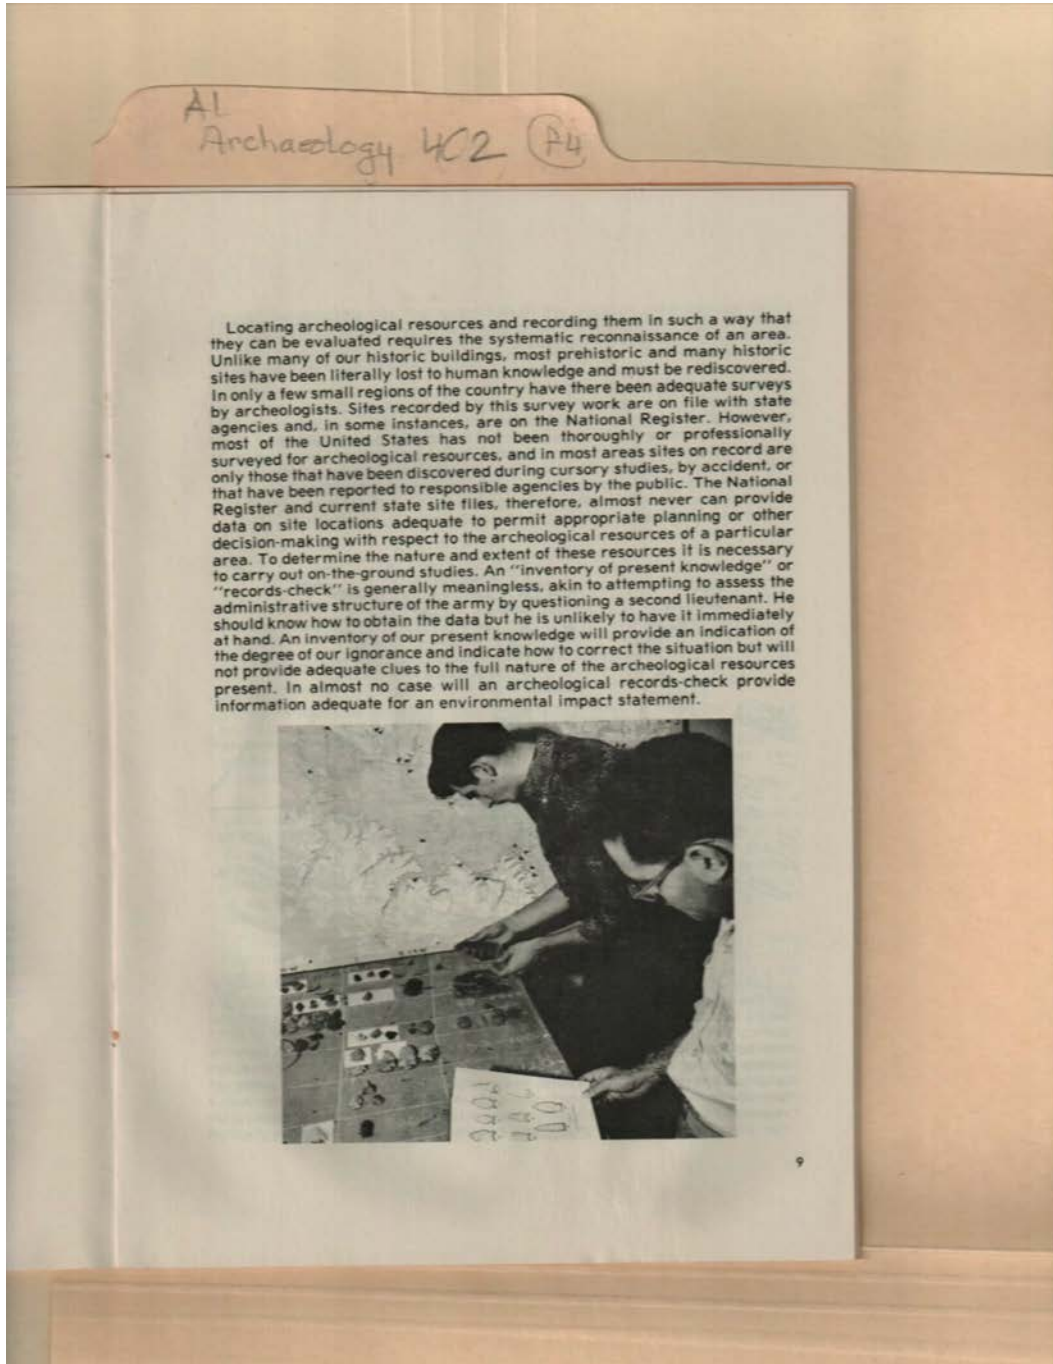 AL
Archaeology 4C2 P4
Locating archeological resources and recording them in such a way that
they can be evaluated requires the systematic reconnaissance of an area.
Unlike many of our historic buildings, most prehistoric and many historic
sites have been literally lost to human knowledge and must be rediscovered.
In only a few small regions of the country have there been adequate surveys
by archeologists. Sites recorded by this survey work are on file with state
agencies and, in some instances, are on the National Register. However,
most of the United States has not been thoroughly or professionally
surveyed for archeological resources, and in most areas sites on record are
only those that have been discovered during cursory studies, by accident, or
that have been reported to responsible agencies by the public. The National
Register and current state site files, therefore, almost never can provide
data on site locations adequate to permit appropriate planning or other
decision-making with respect to the archeological resources of a particular
area. To determine the nature and extent of these resources it is necessary
to carry out on-the-ground studies. An "inventory of present knowledge" or
"records-check" is generally meaningless, akin to attempting to assess the
administrative structure of the army by questioning a second lieutenant. He
should know how to obtain the data but he is unlikely to have it immediately
at hand. An inventory of our present knowledge will provide an indication of
the degree of our ignorance and indicate how to correct the situation but will
not provide adequate clues to the full nature of the archeological resources
present. In almost no case will an archeological records-check provide
information adequate for an environmental impact statement.
9